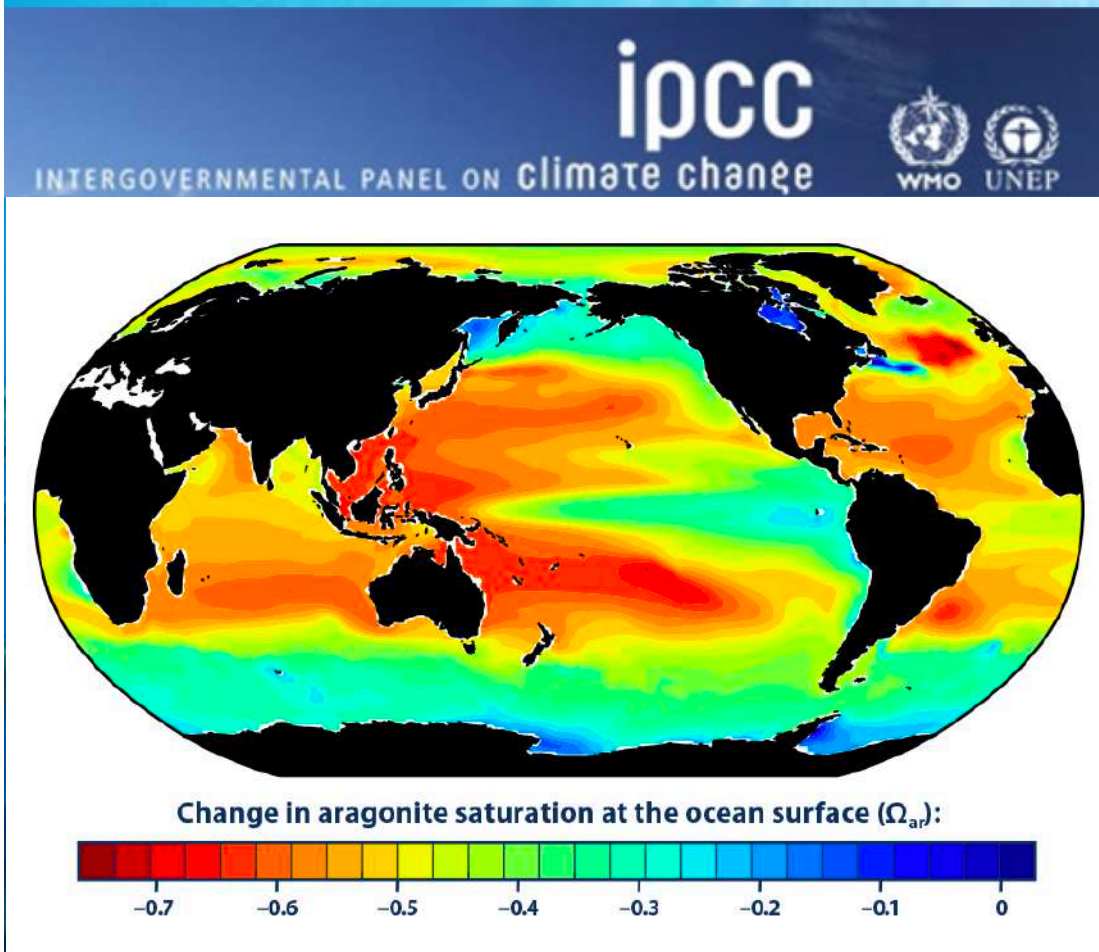 ipcc
INTERGOVERNMENTAL PANEL ON climate change
WMO UNEP
Change in aragonite saturation at the ocean surface (Ωar):
−0.7 −0.6 −0.5 −0.4 −0.3 −0.2 −0.1 0